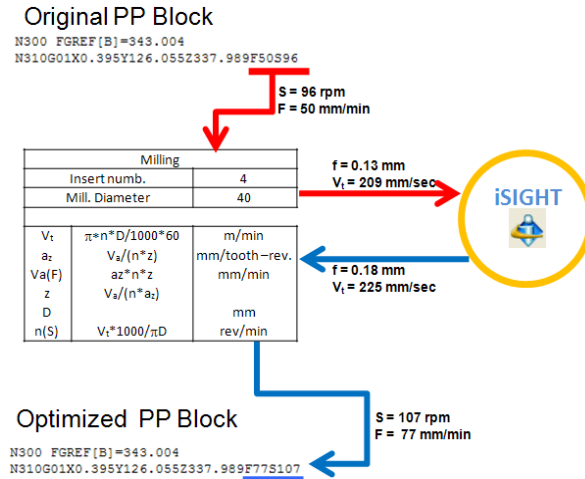 Original PP Block
N300 FGREF[B]=343.004
N310G01X0.395Y126.055Z337.989F50S96
S = 96 rpm
F = 50 mm/min
Milling
Insert numb. 4
Mill. Diameter 40
f = 0.13 mm
Vₜ = 209 mm/sec
iSIGHT
Vₜ π*n*D/1000*60 m/min
a₂ Vₐ/(n*z) mm/tooth–rev.
Va(F) az*n*z mm/min
z Vₐ/(n*a₂)
D mm
n(S) Vₜ*1000/πD rev/min
f = 0.18 mm
Vₜ = 225 mm/sec
S = 107 rpm
F = 77 mm/min
Optimized PP Block
N300 FGREF[B]=343.004
N310G01X0.395Y126.055Z337.989F77S107